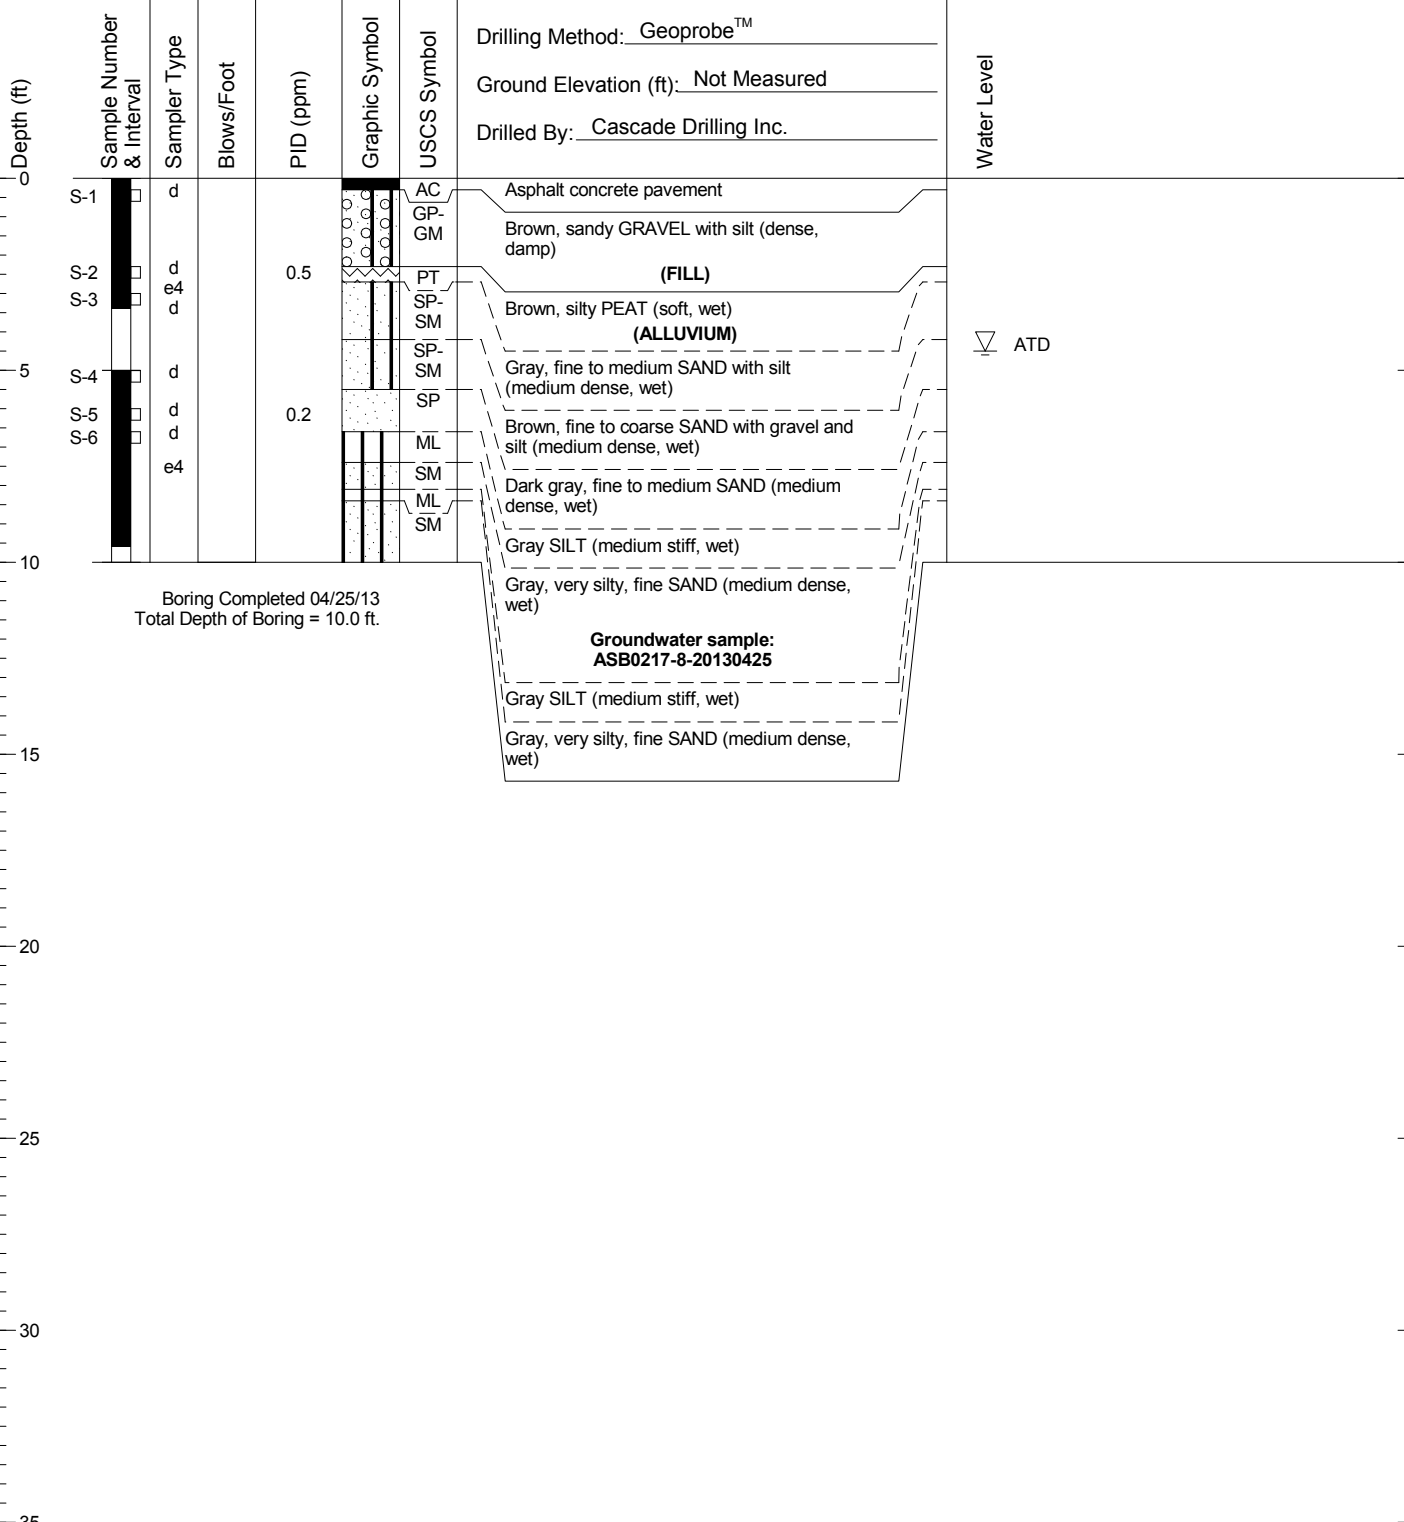 Depth (ft)
Sample Number
& Interval
Sampler Type
Blows/Foot
PID (ppm)
Graphic Symbol
USCS Symbol
Drilling Method: Geoprobe™
Ground Elevation (ft): Not Measured
Drilled By: Cascade Drilling Inc.
Water Level
0
S-1
d
AC
Asphalt concrete pavement
GP-
GM
Brown, sandy GRAVEL with silt (dense,
damp)
(FILL)
S-2
d
0.5
PT
e4
S-3
d
SP-
SM
Brown, silty PEAT (soft, wet)
(ALLUVIUM)
ATD
SP-
SM
Gray, fine to medium SAND with silt
(medium dense, wet)
5
S-4
d
SP
S-5
d
0.2
Brown, fine to coarse SAND with gravel and
silt (medium dense, wet)
S-6
d
ML
e4
SM
Dark gray, fine to medium SAND (medium
dense, wet)
ML
SM
Gray SILT (medium stiff, wet)
10
Gray, very silty, fine SAND (medium dense,
wet)
Boring Completed 04/25/13
Total Depth of Boring = 10.0 ft.
Groundwater sample:
ASB0217-8-20130425
Gray SILT (medium stiff, wet)
Gray, very silty, fine SAND (medium dense,
wet)
15
20
25
30
35